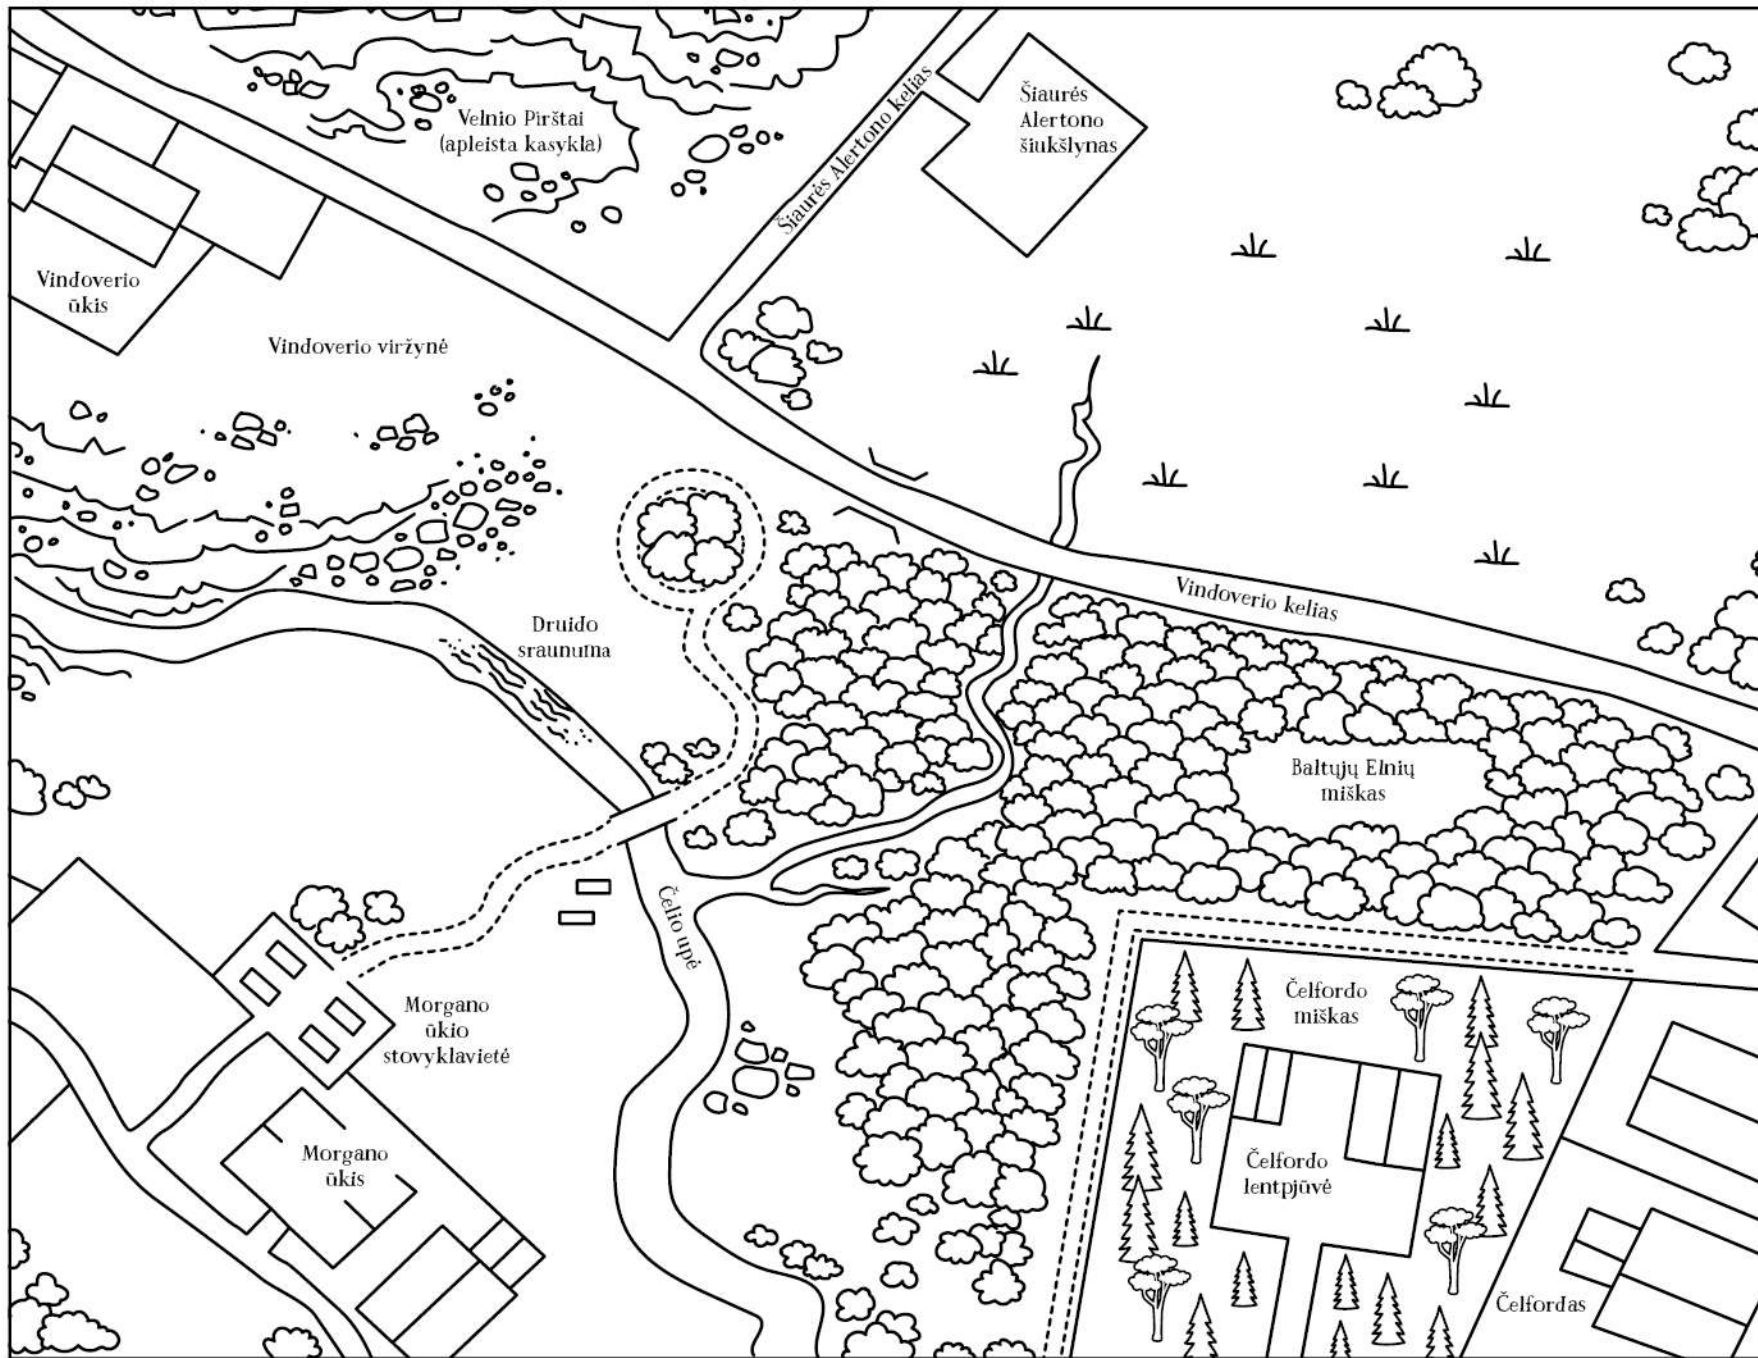 Velnio Pirštai
(apleista kasykla)
Šiaurės Alertono kelias
Šiaurės
Alertono
šiukšlynas
Vindoverio
ūkis
Vindoverio viržynė
Vindoverio kelias
Druido
sraunuma
Baltųjų Elnių
miškas
Čelio upė
Čelfordo
miškas
Morgano
ūkio
stovyklavietė
Morgano
ūkis
Čelfordo
lentpjūvė
Čelfordas